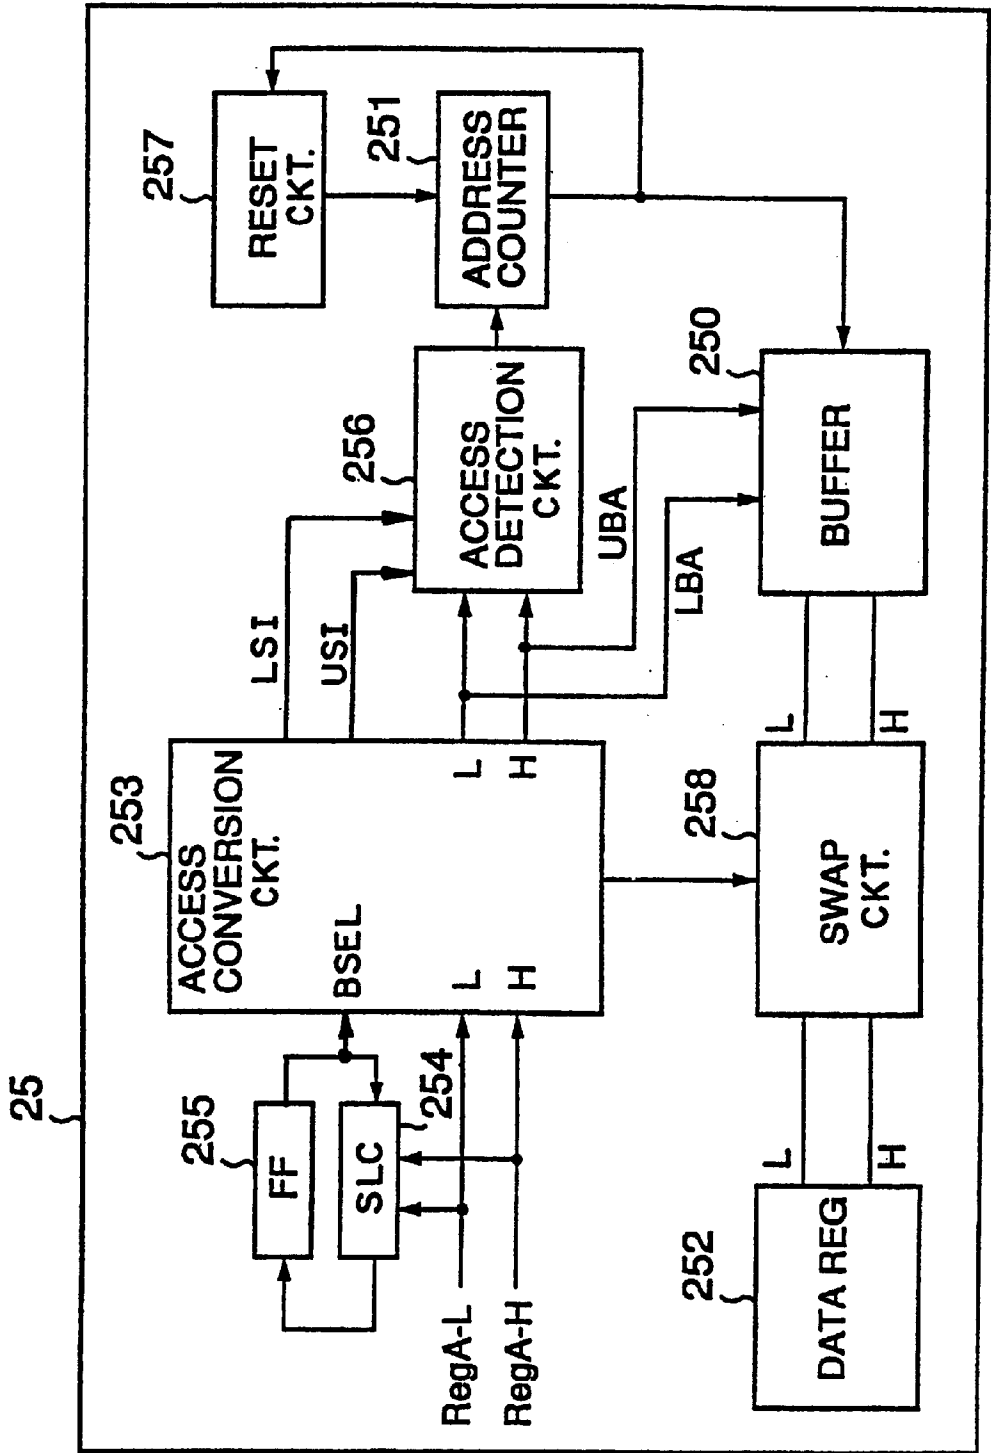 25
255
FF
SLC
254
RegA-L
RegA-H
253
ACCESS
CONVERSION
CKT.
BSEL
L
H
L
H
LSI
USI
256
ACCESS
DETECTION
CKT.
257
RESET
CKT.
251
ADDRESS
COUNTER
UBA
LBA
252
DATA REG
L
H
258
SWAP
CKT.
L
H
250
BUFFER